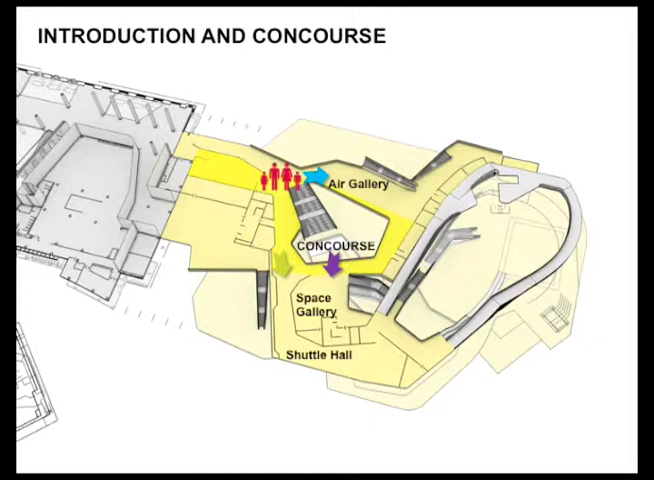 INTRODUCTION AND CONCOURSE
Air Gallery
CONCOURSE
Space
Gallery
Shuttle Hall